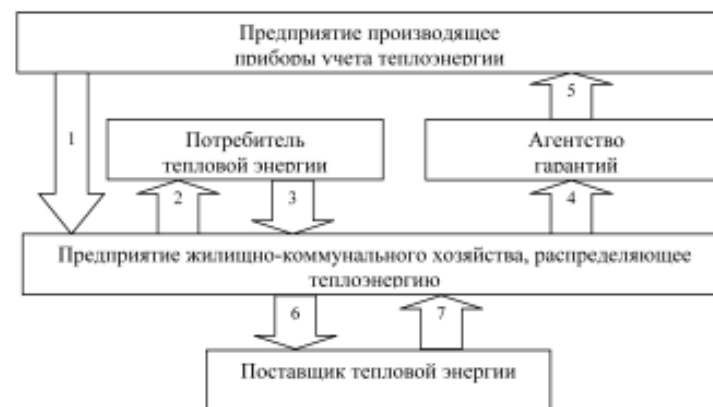 Предприятие производящее
приборы учета теплоэнергии
5
1
Потребитель
тепловой энергии
Агентство
гарантий
2
3
4
Предприятие жилищно-коммунального хозяйства, распределяющее
теплоэнергию
6
7
Поставщик тепловой энергии